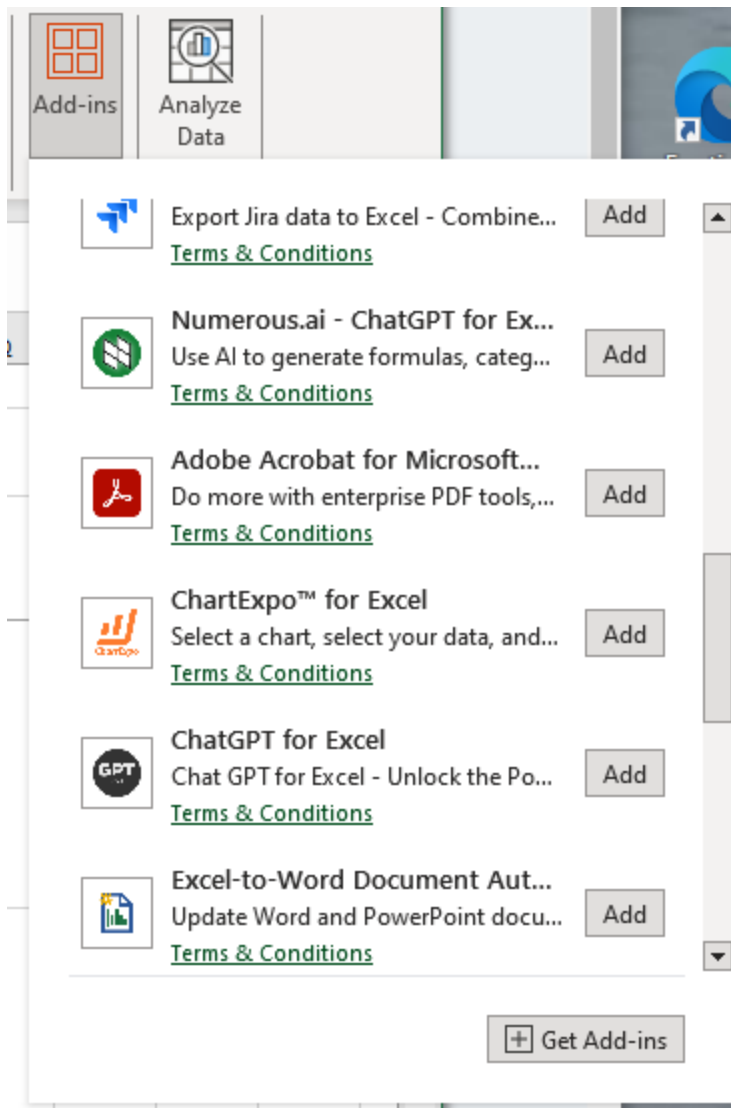 Add-ins
Analyze
Data
Export Jira data to Excel - Combine...
Add
Terms & Conditions
Numerous.ai - ChatGPT for Ex...
Use AI to generate formulas, categ...
Add
Terms & Conditions
Adobe Acrobat for Microsoft...
Do more with enterprise PDF tools,...
Add
Terms & Conditions
ChartExpo™ for Excel
Select a chart, select your data, and...
Add
ChartExpo
Terms & Conditions
ChatGPT for Excel
GPT
Chat GPT for Excel - Unlock the Po...
Add
Terms & Conditions
Excel-to-Word Document Aut...
Update Word and PowerPoint docu...
Add
Terms & Conditions
Get Add-ins